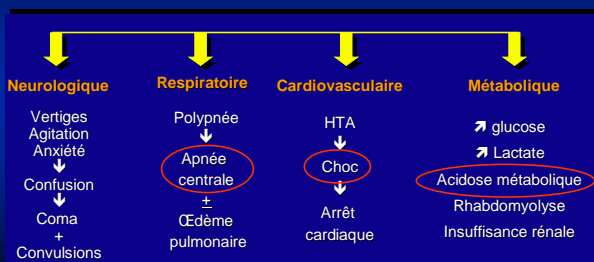 Neurologique
Vertiges
Agitation
Anxiété
Confusion
Coma
+
Convulsions
Respiratoire
Polypnée
Apnée
centrale
+
Œdème
pulmonaire
Cardiovasculaire
HTA
Choc
Arrêt
cardiaque
Métabolique
↗ glucose
↗ Lactate
Acidose métabolique
Rhabdomyolyse
Insuffisance rénale